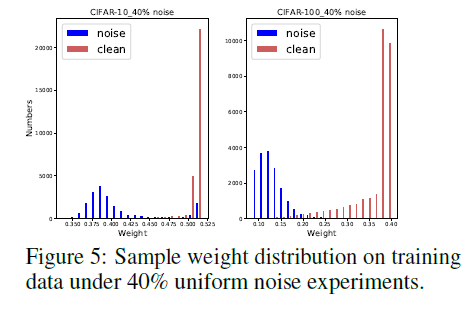 CIFAR-10_40% noise
noise
clean
Numbers
20000
15000
10000
5000
0
0.350 0.375 0.400 0.425 0.450 0.475 0.500 0.525
Weight
CIFAR-100_40% noise
noise
clean
10000
8000
6000
4000
2000
0
0.10 0.15 0.20 0.25 0.30 0.35 0.40
Weight
Figure 5: Sample weight distribution on training
data under 40% uniform noise experiments.